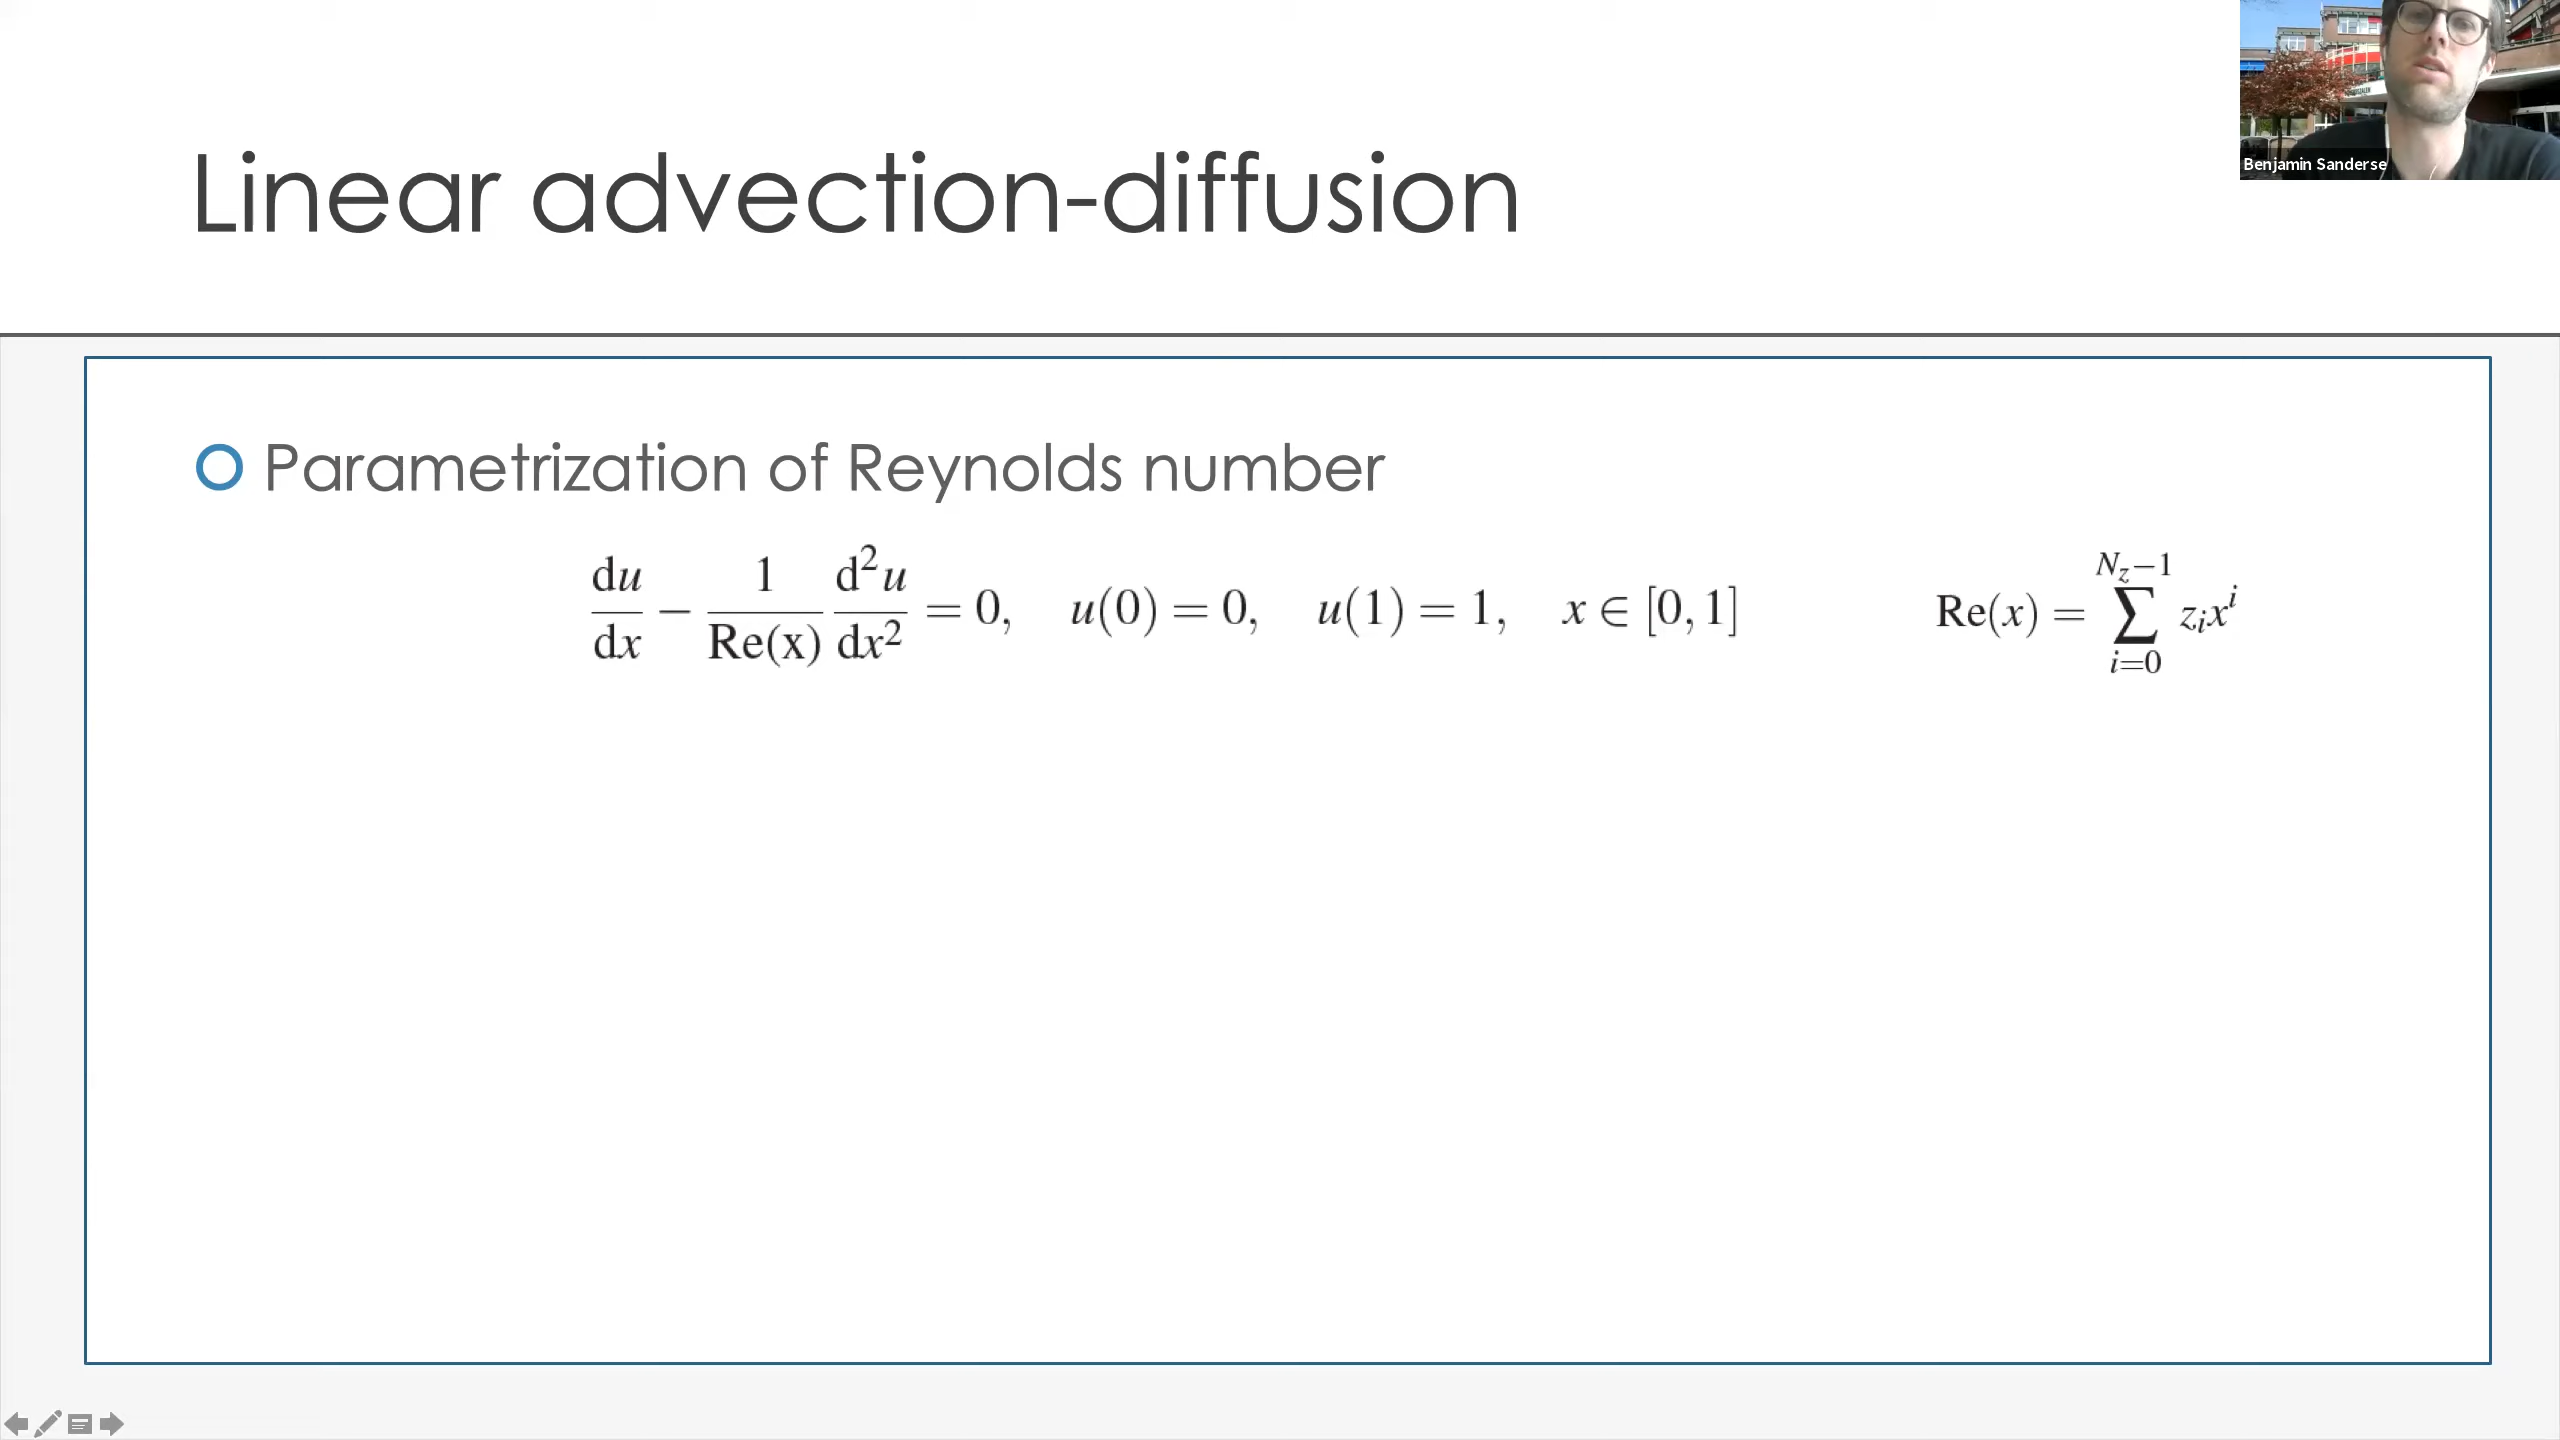 Linear advection-diffusion
Benjamin Sanderse
Parametrization of Reynolds number
du/dx − 1/Re(x) d²u/dx² = 0, u(0) = 0, u(1) = 1, x ∈ [0, 1]
Re(x) = ∑_{i=0}^{N_z−1} z_i x^i